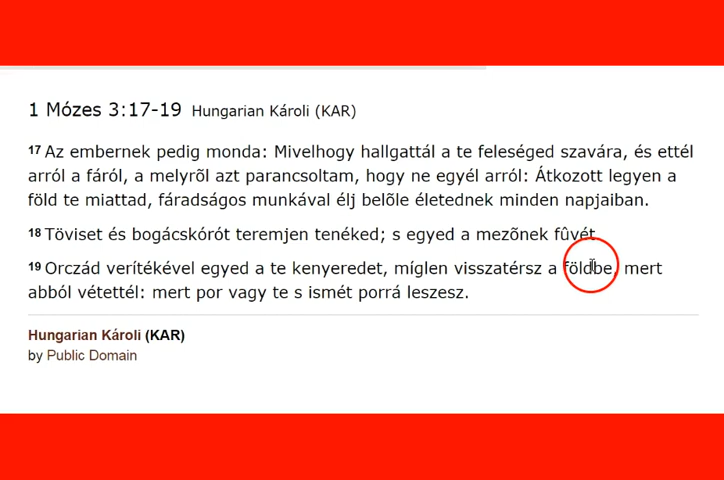 1 Mózes 3:17-19 Hungarian Károli (KAR)
17 Az embernek pedig monda: Mivelhogy hallgattál a te feleséged szavára, és ettél
arról a fáról, a melyrõl azt parancsoltam, hogy ne egyél arról: Átkozott legyen a
föld te miattad, fáradságos munkával élj belõle életednek minden napjaiban.
18 Töviset és bogácskórót teremjen tenéked; s egyed a mezõnek fûvét.
19 Orczád verítékével egyed a te kenyeredet, míglen visszatérsz a földbe, mert
abból vétettél: mert por vagy te s ismét porrá leszesz.
Hungarian Károli (KAR)
by Public Domain